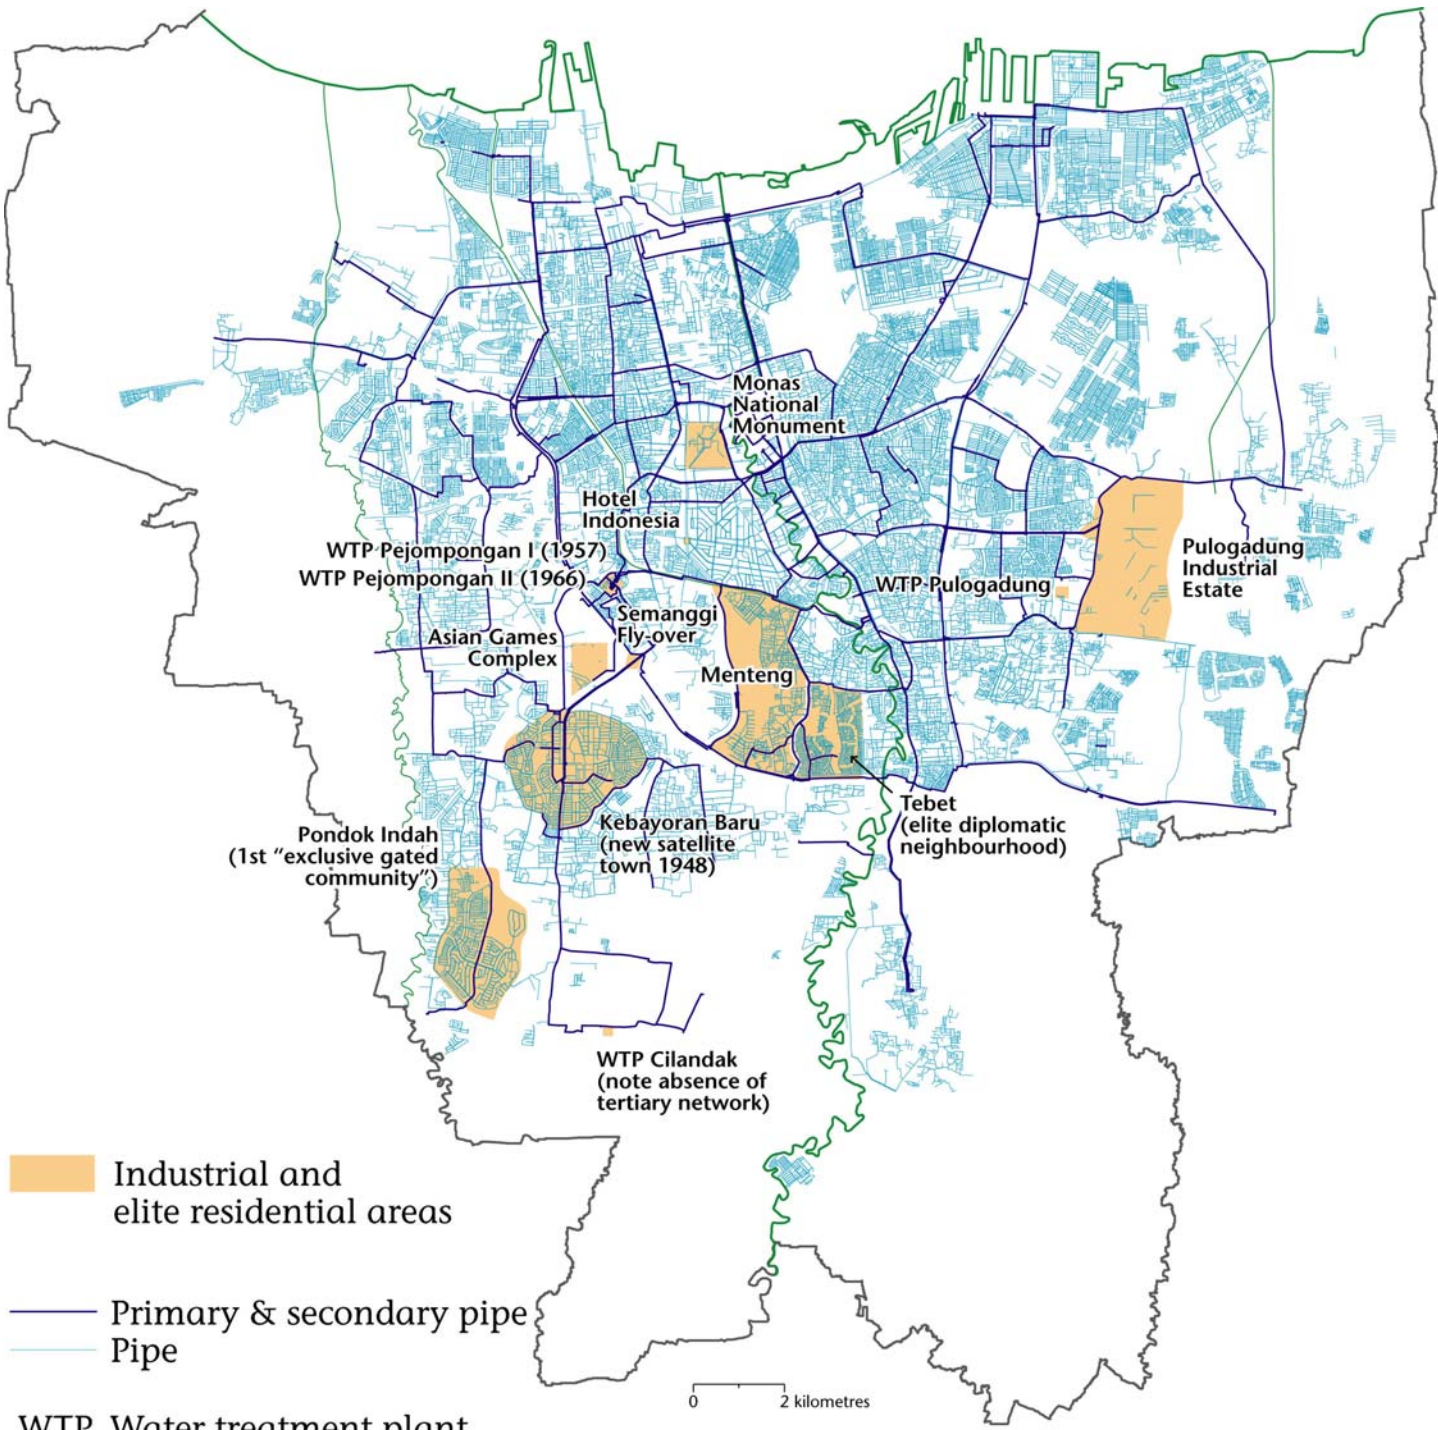 Monas
National
Monument
Hotel
Indonesia
WTP Pejompongan I (1957)
WTP Pejompongan II (1966)
Pulogadung
Industrial
Estate
WTP Pulogadung
Semanggi
Fly-over
Asian Games
Complex
Menteng
Tebet
(elite diplomatic
neighbourhood)
Kebayoran Baru
(new satellite
town 1948)
Pondok Indah
(1st “exclusive gated
community”)
WTP Cilandak
(note absence of
tertiary network)
Industrial and
elite residential areas
Primary & secondary pipe
Pipe
WTP Water treatment plant
0 2 kilometres